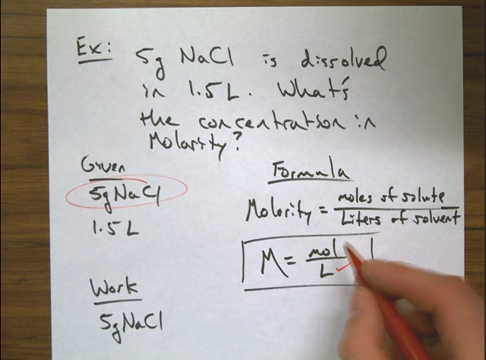 Ex: 5g NaCl is dissolved
in 1.5 L. What's
the concentration in
Molarity?
Given
5g NaCl
1.5 L
Formula
Molarity = moles of solute / Liters of solvent
M = mol / L
Work
5g NaCl